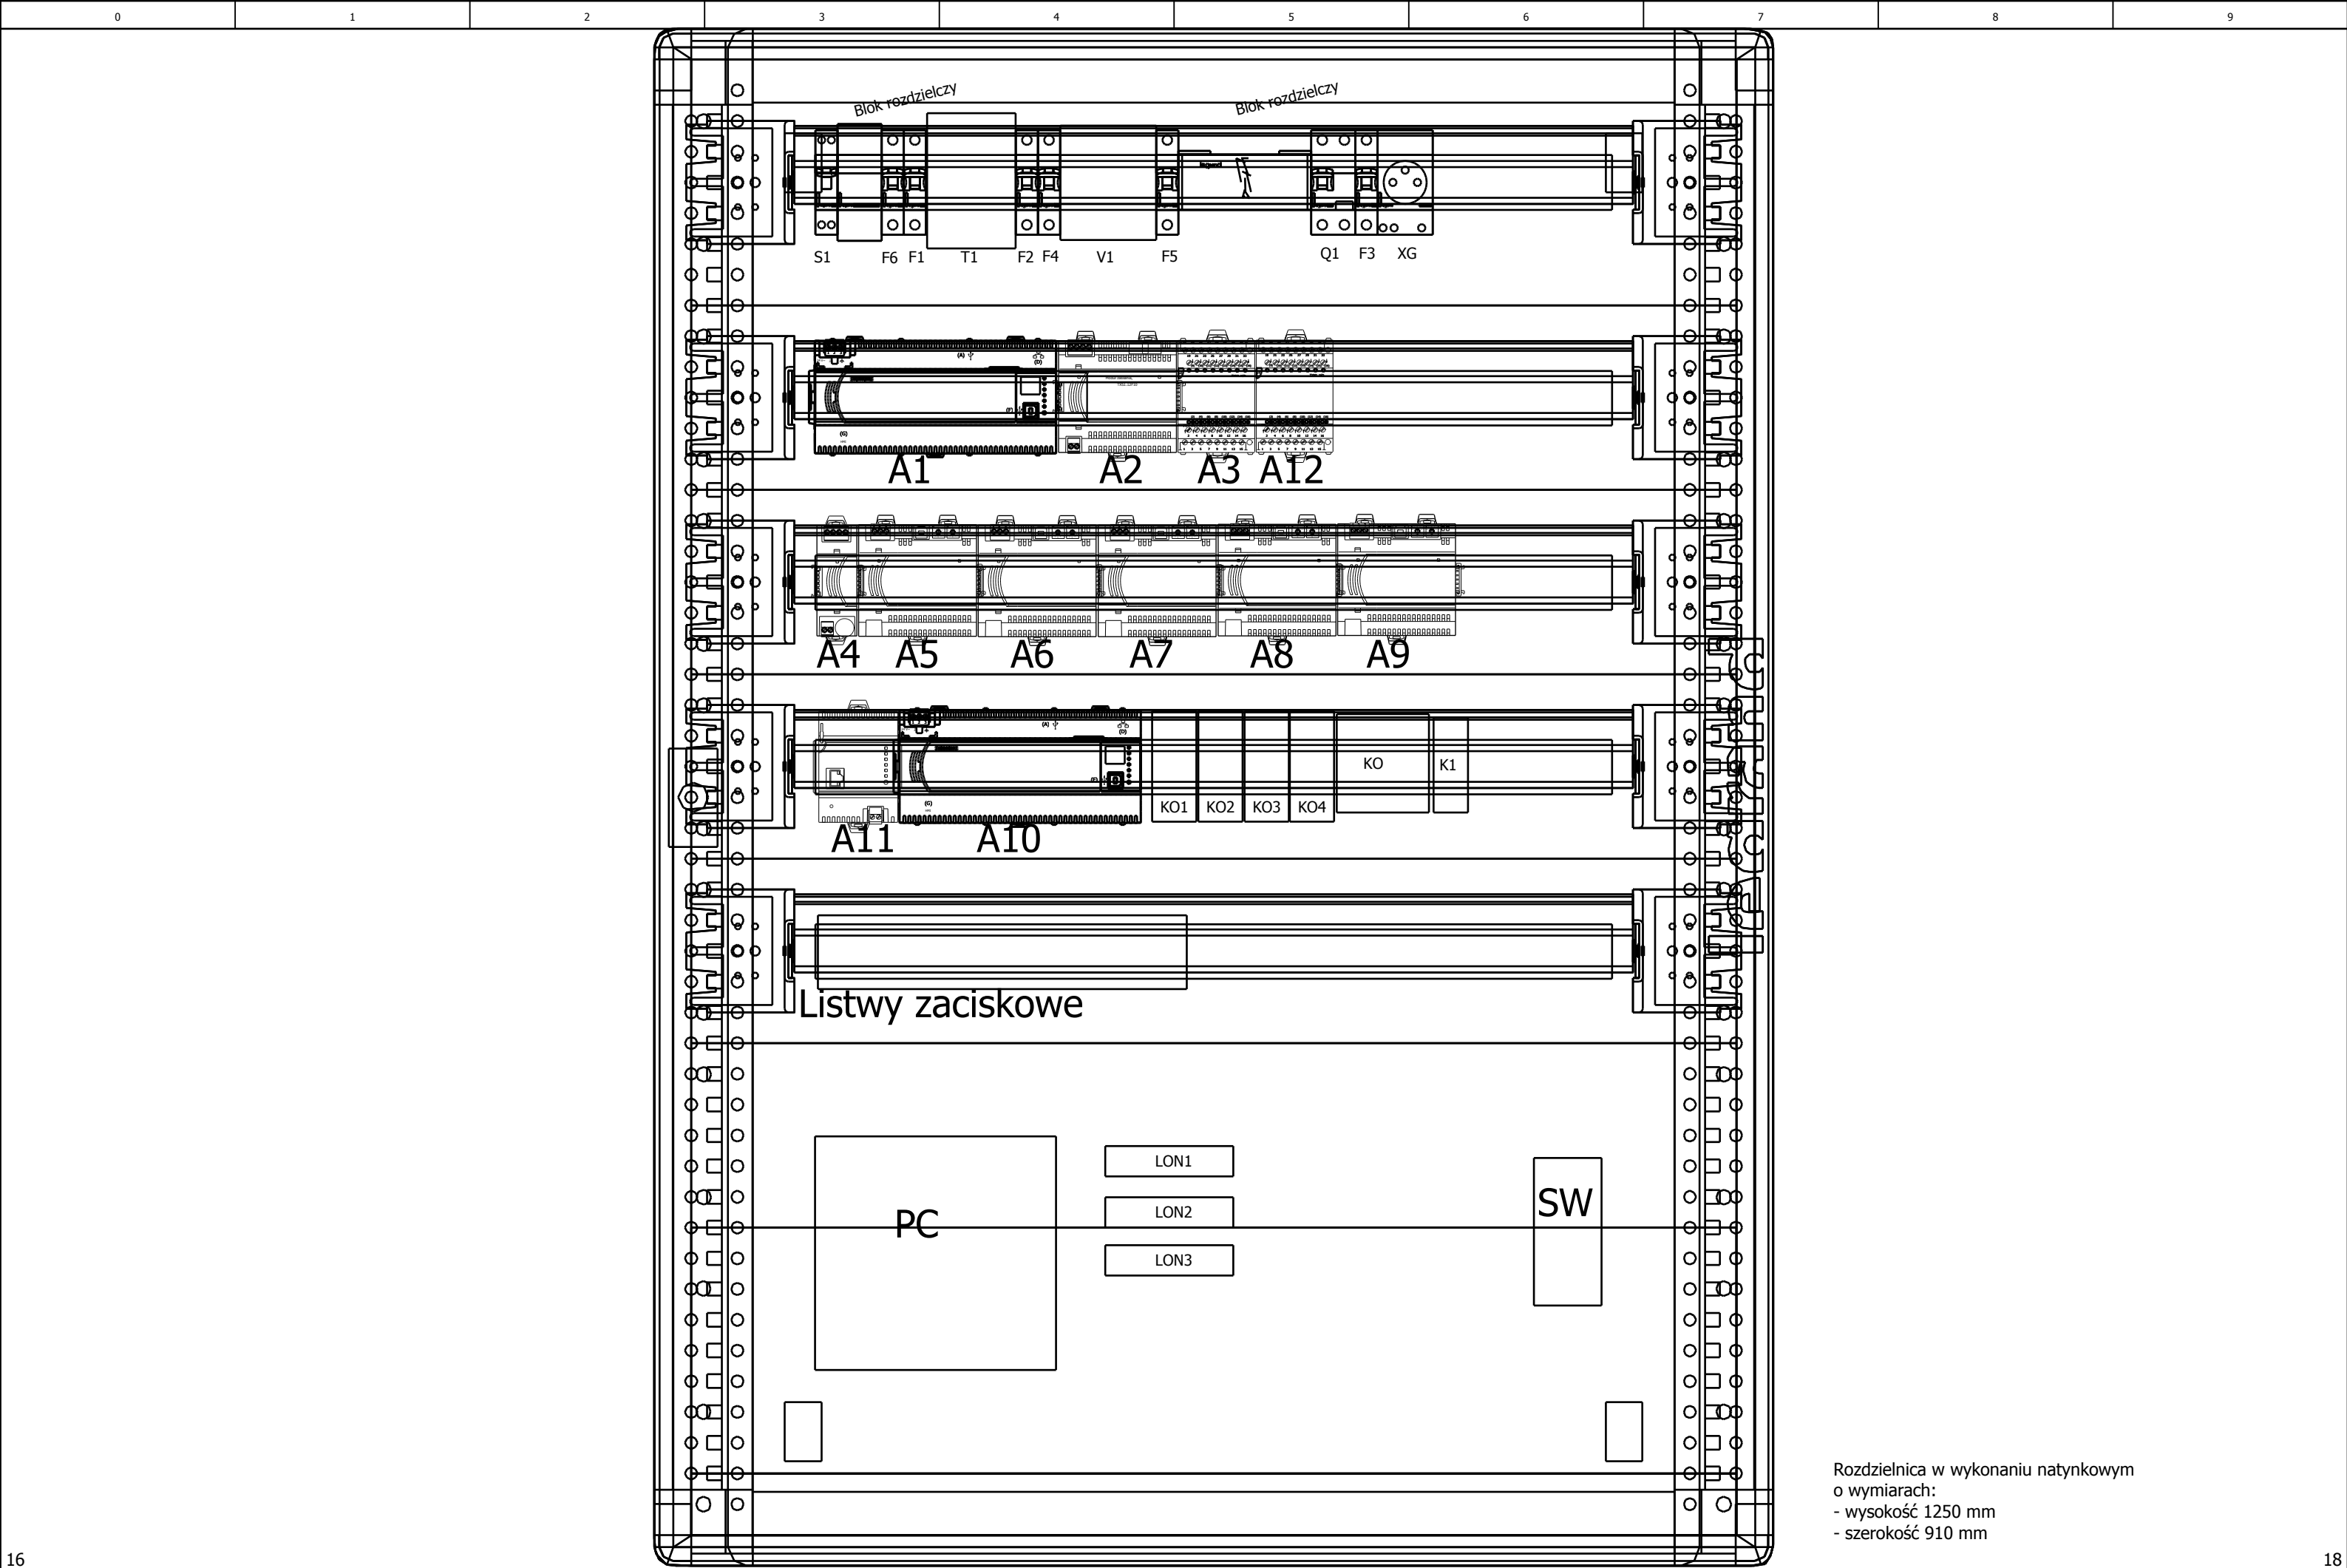 0 1 2 3 4 5 6 7 8 9
Blok rozdzielczy Blok rozdzielczy
legrand
S1 F6 F1 T1 F2 F4 V1 F5 Q1 F3 XG
A1 A2 A3 A12
A4 A5 A6 A7 A8 A9
KO K1
KO1 KO2 KO3 KO4
A11 A10
Listwy zaciskowe
LON1
SW
LON2
PC
LON3
Rozdzielnica w wykonaniu natynkowym
o wymiarach:
- wysokość 1250 mm
- szerokość 910 mm
16 18